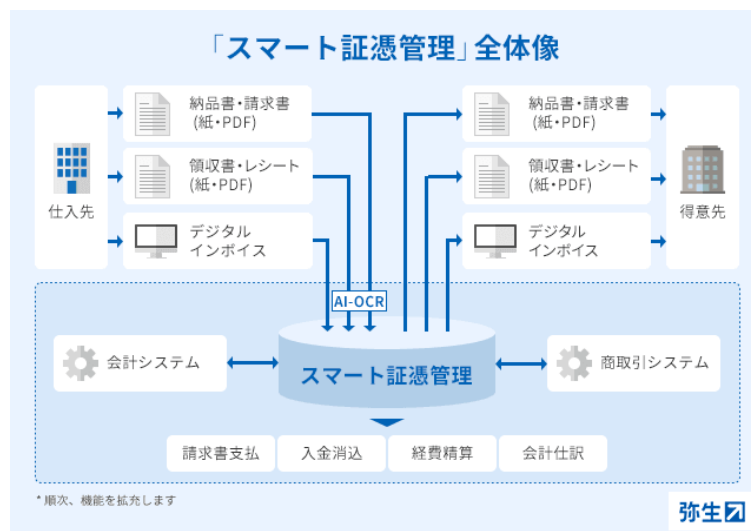 「スマート証憑管理」全体像
仕入先
納品書・請求書
(紙・PDF)
領収書・レシート
(紙・PDF)
デジタル
インボイス
納品書・請求書
(紙・PDF)
領収書・レシート
(紙・PDF)
デジタル
インボイス
得意先
AI-OCR
会計システム
スマート証憑管理
商取引システム
請求書支払
入金消込
経費精算
会計仕訳
*順次、機能を拡充します
弥生